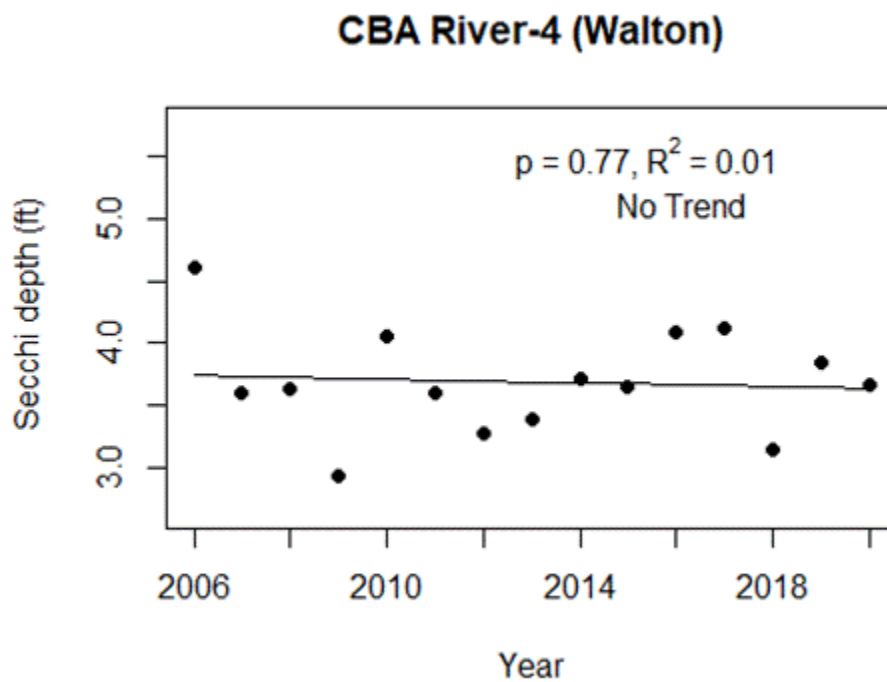 CBA River-4 (Walton)
p = 0.77, R² = 0.01
No Trend
Secchi depth (ft)
5.0
4.0
3.0
2006 2010 2014 2018
Year